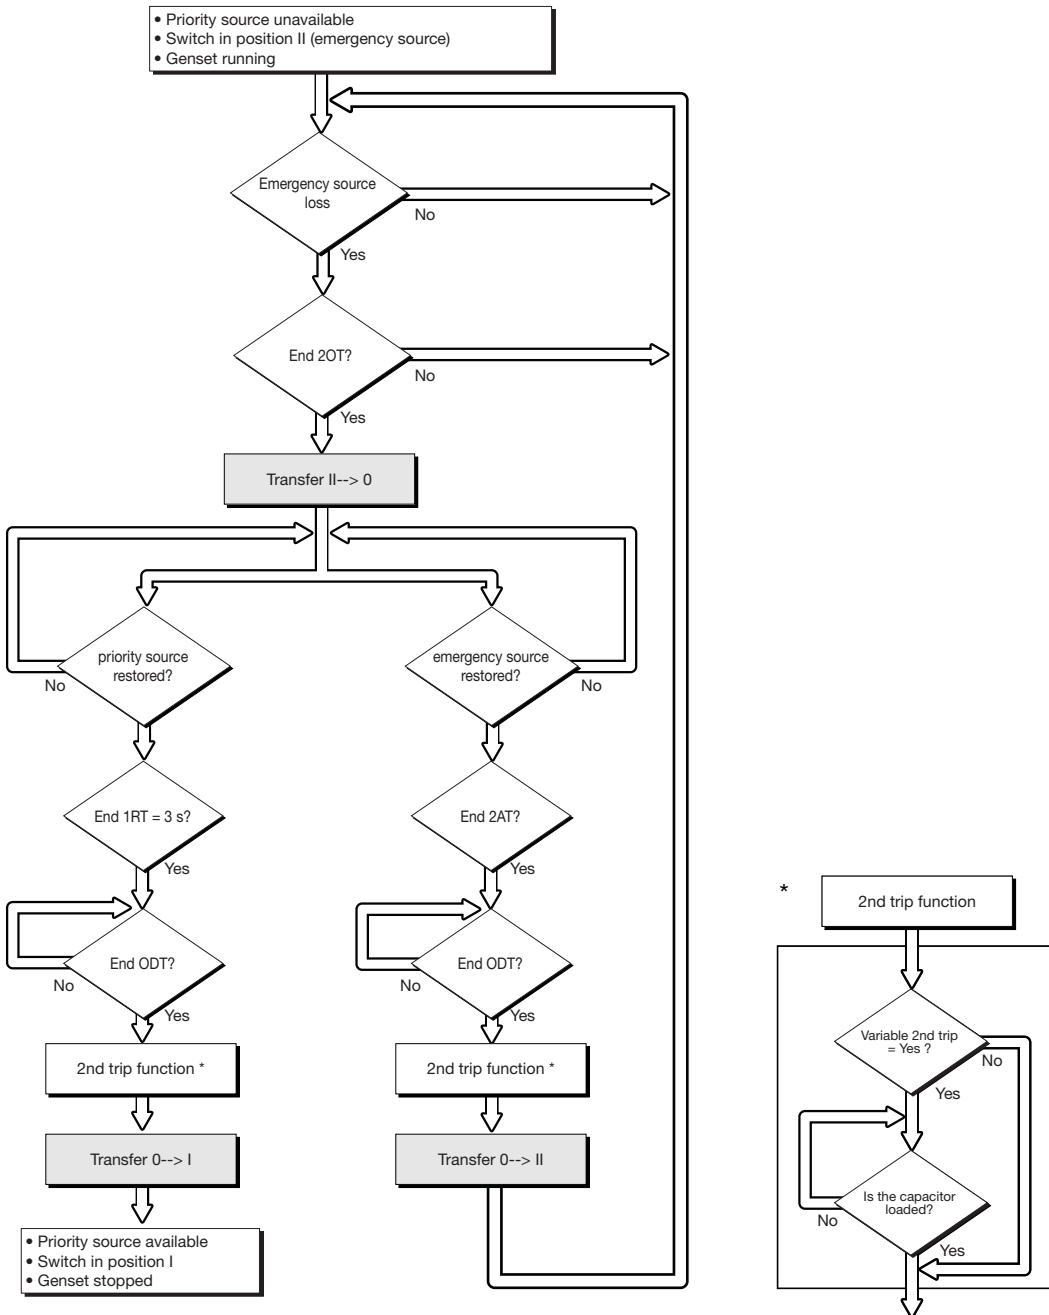 • Priority source unavailable
• Switch in position II (emergency source)
• Genset running
Emergency source
loss
No
Yes
End 2OT?
No
Yes
Transfer II--> 0
priority source
restored?
No
emergency source
restored?
No
End 1RT = 3 s?
Yes
End 2AT?
Yes
End ODT?
No
Yes
End ODT?
No
Yes
2nd trip function *
2nd trip function *
Transfer 0--> I
Transfer 0--> II
• Priority source available
• Switch in position I
• Genset stopped
*
2nd trip function
Variable 2nd trip
= Yes ?
No
Yes
Is the capacitor
loaded?
No
Yes